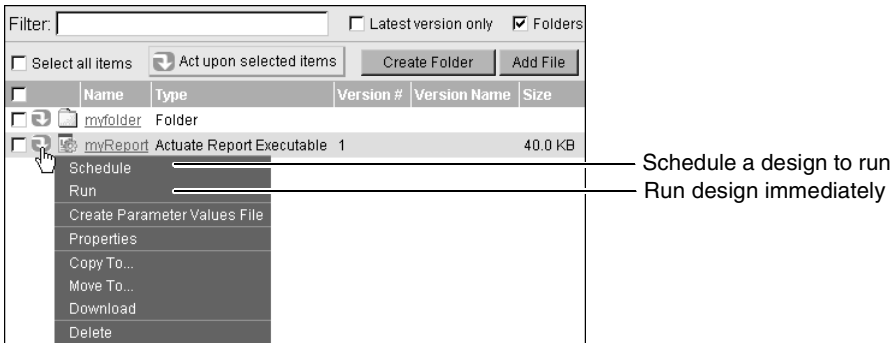 Filter: Latest version only Folders
Select all items Act upon selected items Create Folder Add File
Name Type Version # Version Name Size
myfolder Folder
myReport Actuate Report Executable 1 40.0 KB
Schedule Schedule a design to run
Run Run design immediately
Create Parameter Values File
Properties
Copy To...
Move To...
Download
Delete